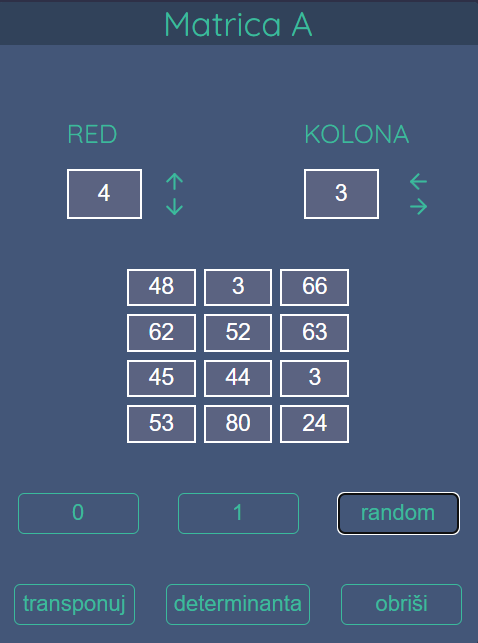 Matrica A
RED KOLONA
4 ↑ ↓ 3 ← →
48 3 66
62 52 63
45 44 3
53 80 24
0 1 random
transponuj determinanta obriši